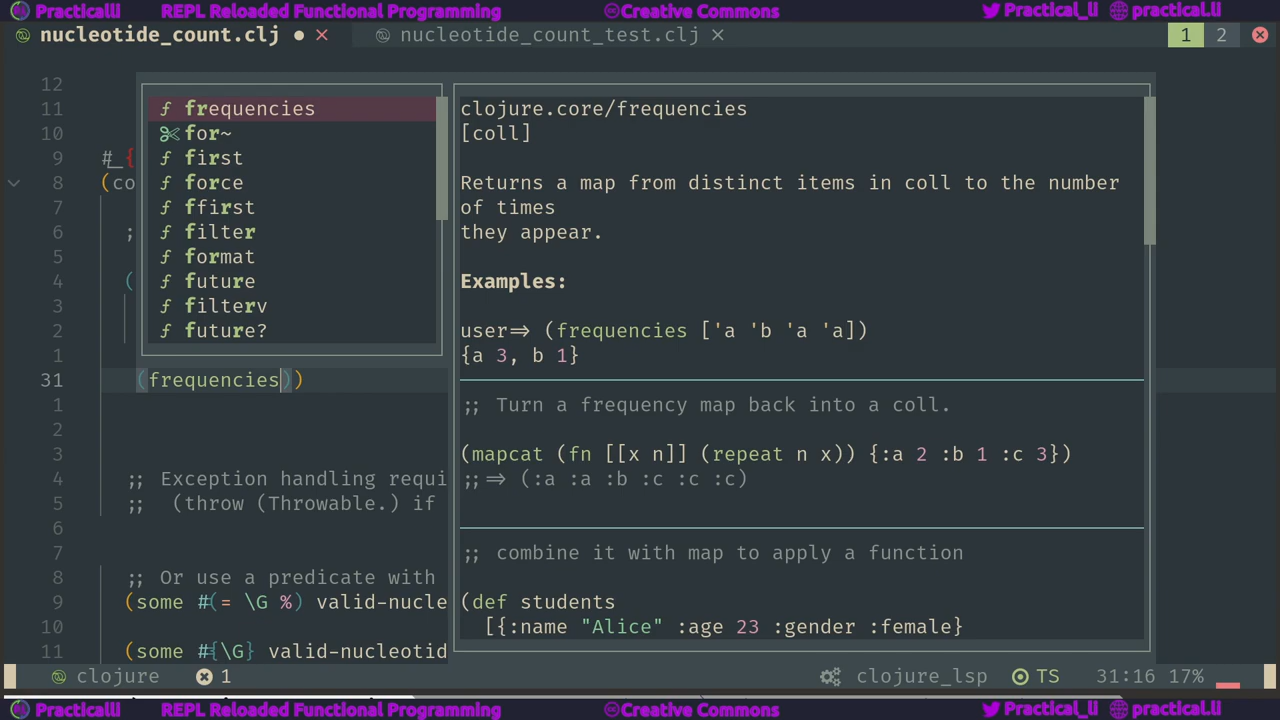 Practicalli REPL Reloaded Functional Programming Creative Commons Practical_li practical.li
nucleotide_count.clj ● × nucleotide_count_test.clj × 1 2
12
11 ƒ frequencies clojure.core/frequencies
10 for~ [coll]
9 #_{ ƒ first
8 (co ƒ force Returns a map from distinct items in coll to the number
7 ƒ ffirst of times
6 ; ƒ filter they appear.
5 ƒ format
4 ( ƒ future Examples:
3 ƒ filterv
2 ƒ future? user=> (frequencies ['a 'b 'a 'a])
1 {a 3, b 1}
31 (frequencies))
1 ;; Turn a frequency map back into a coll.
2
3 (mapcat (fn [[x n]] (repeat n x)) {:a 2 :b 1 :c 3})
4 ;; Exception handling requi ;;=> (:a :a :b :c :c :c)
5 ;; (throw (Throwable.) if
6
7 ;; combine it with map to apply a function
8 ;; Or use a predicate with
9 (some #(= \G %) valid-nucle (def students
10 [{:name "Alice" :age 23 :gender :female}
11 (some #{\G} valid-nucleotid
clojure 1 clojure_lsp TS 31:16 17%
Practicalli REPL Reloaded Functional Programming Creative Commons Practical_li practical.li